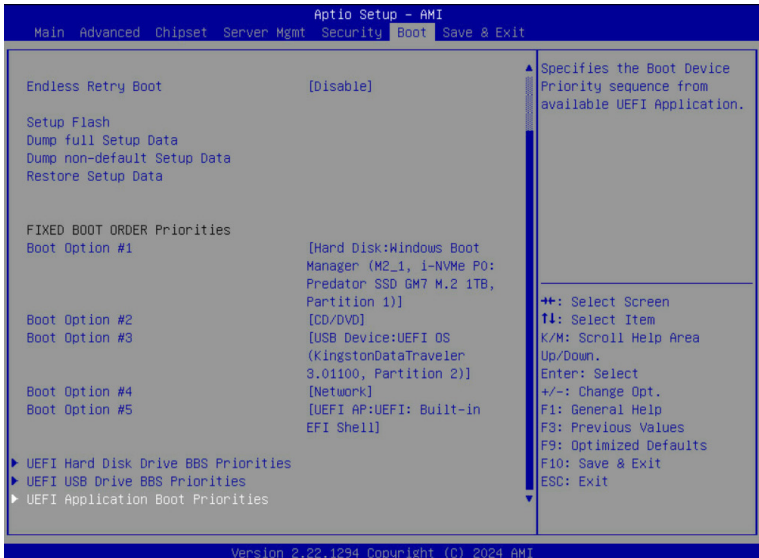 Aptio Setup – AMI
Main Advanced Chipset Server Mgmt Security Boot Save & Exit
Endless Retry Boot [Disable]
Setup Flash
Dump full Setup Data
Dump non-default Setup Data
Restore Setup Data
FIXED BOOT ORDER Priorities
Boot Option #1 [Hard Disk:Windows Boot
Manager (M2_1, i-NVMe P0:
Predator SSD GM7 M.2 1TB,
Partition 1)]
Boot Option #2 [CD/DVD]
Boot Option #3 [USB Device:UEFI OS
(KingstonDataTraveler
3.01100, Partition 2)]
Boot Option #4 [Network]
Boot Option #5 [UEFI AP:UEFI: Built-in
EFI Shell]
UEFI Hard Disk Drive BBS Priorities
UEFI USB Drive BBS Priorities
UEFI Application Boot Priorities
Specifies the Boot Device
Priority sequence from
available UEFI Application.
→←: Select Screen
↑↓: Select Item
K/M: Scroll Help Area
Up/Down.
Enter: Select
+/-: Change Opt.
F1: General Help
F3: Previous Values
F9: Optimized Defaults
F10: Save & Exit
ESC: Exit
Version 2.22.1294 Copyright (C) 2024 AMI